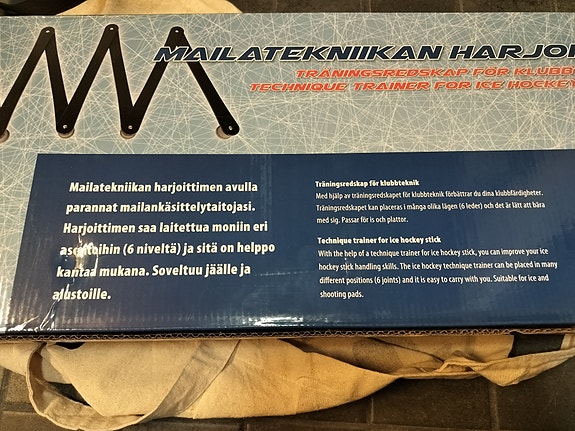 MAILATEKNIIKAN HARJOI
TRÄNINGSREDSKAP FÖR KLUBB
TECHNIQUE TRAINER FOR ICE HOCKEY
Mailatekniikan harjoittimen avulla
parannat mailankäsittelytaitojasi.
Harjoittimen saa laitettua moniin eri
asentoihin (6 niveltä) ja sitä on helppo
kantaa mukana. Soveltuu jäälle ja
alustoille.
Träningsredskap för klubbteknik
Med hjälp av träningsredskapet för klubbteknik förbättrar du dina klubbfärdigheter.
Träningsredskapet kan placeras i många olika lägen (6 leder) och det är lätt att bära
med sig. Passar för is och plattor.
Technique trainer for ice hockey stick
With the help of a technique trainer for ice hockey stick, you can improve your ice
hockey stick handling skills. The ice hockey technique trainer can be placed in many
different positions (6 joints) and it is easy to carry with you. Suitable for ice and
shooting pads.